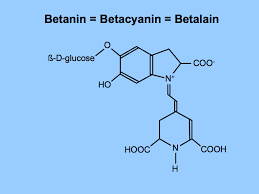 Betanin = Betacyanin = Betalain
O
ß-D-glucose
COO-
HO
N+
HOOC
N
COOH
H